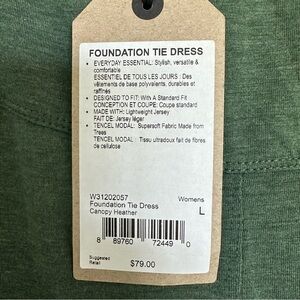 FOUNDATION TIE DRESS
• EVERYDAY ESSENTIAL: Stylish, versatile &
comfortable
ESSENTIEL DE TOUS LES JOURS : Des
vêtements de base polyvalents, durables et
raffinés
• DESIGNED TO FIT: With A Standard Fit
CONCEPTION ET COUPE: Coupe standard
• MADE WITH: Lightweight Jersey
FAIT DE: Jersey léger
• TENCEL MODAL: Supersoft Fabric Made from
Trees
TENCEL MODAL : Tissu ultradoux fait de fibres
de cellulose
W31202057
Foundation Tie Dress Womens
Canopy Heather L
8 89760 72449 0
Suggested
Retail $79.00